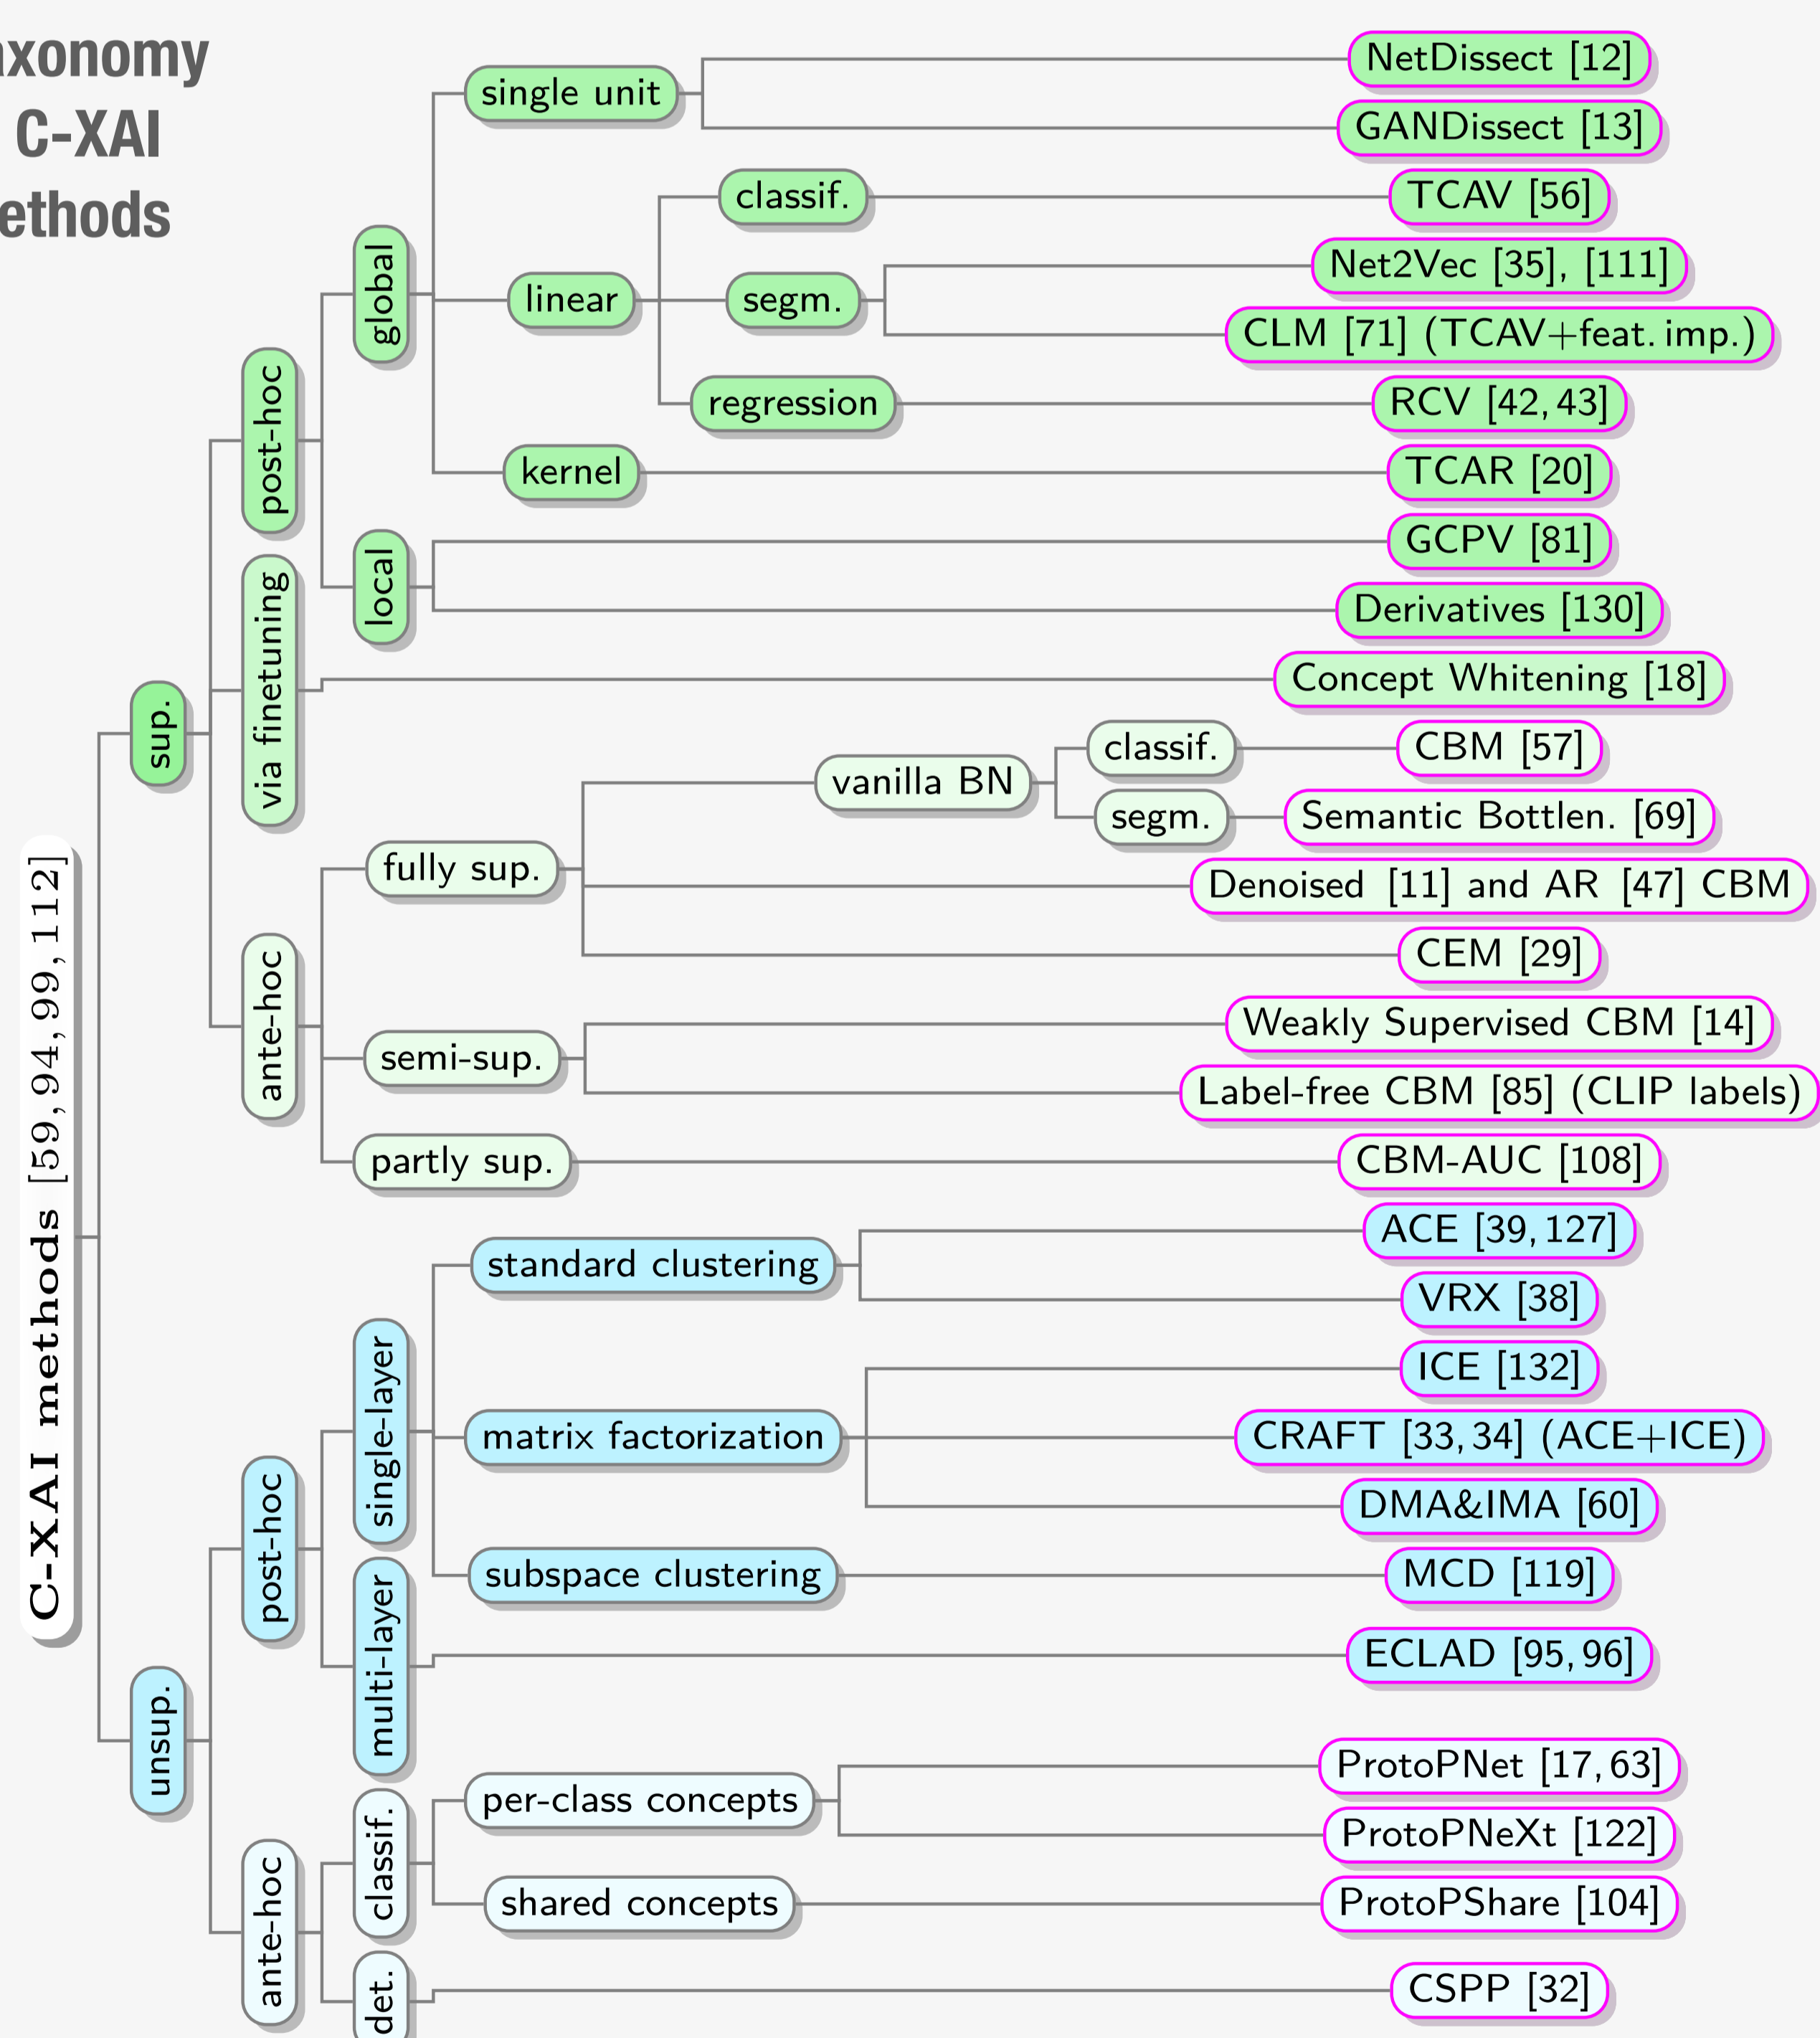 axonomy
C-XAI
ethods
C-XAI methods [59, 94, 99, 112]
sup.
post-hoc
global
single unit
NetDissect [12]
GANDissect [13]
linear
classif.
TCAV [56]
segm.
Net2Vec [35], [111]
CLM [71] (TCAV+feat. imp.)
regression
RCV [42, 43]
kernel
TCAR [20]
local
GCPV [81]
Derivatives [130]
via finetuning
Concept Whitening [18]
ante-hoc
fully sup.
vanilla BN
classif.
CBM [57]
segm.
Semantic Bottlen. [69]
Denoised [11] and AR [47] CBM
CEM [29]
semi-sup.
Weakly Supervised CBM [14]
Label-free CBM [85] (CLIP labels)
partly sup.
CBM-AUC [108]
unsup.
post-hoc
single-layer
standard clustering
ACE [39, 127]
VRX [38]
matrix factorization
ICE [132]
CRAFT [33, 34] (ACE+ICE)
DMA&IMA [60]
subspace clustering
MCD [119]
multi-layer
ECLAD [95, 96]
ante-hoc
classif.
per-class concepts
ProtoPNet [17, 63]
ProtoPNeXt [122]
shared concepts
ProtoPShare [104]
det.
CSPP [32]